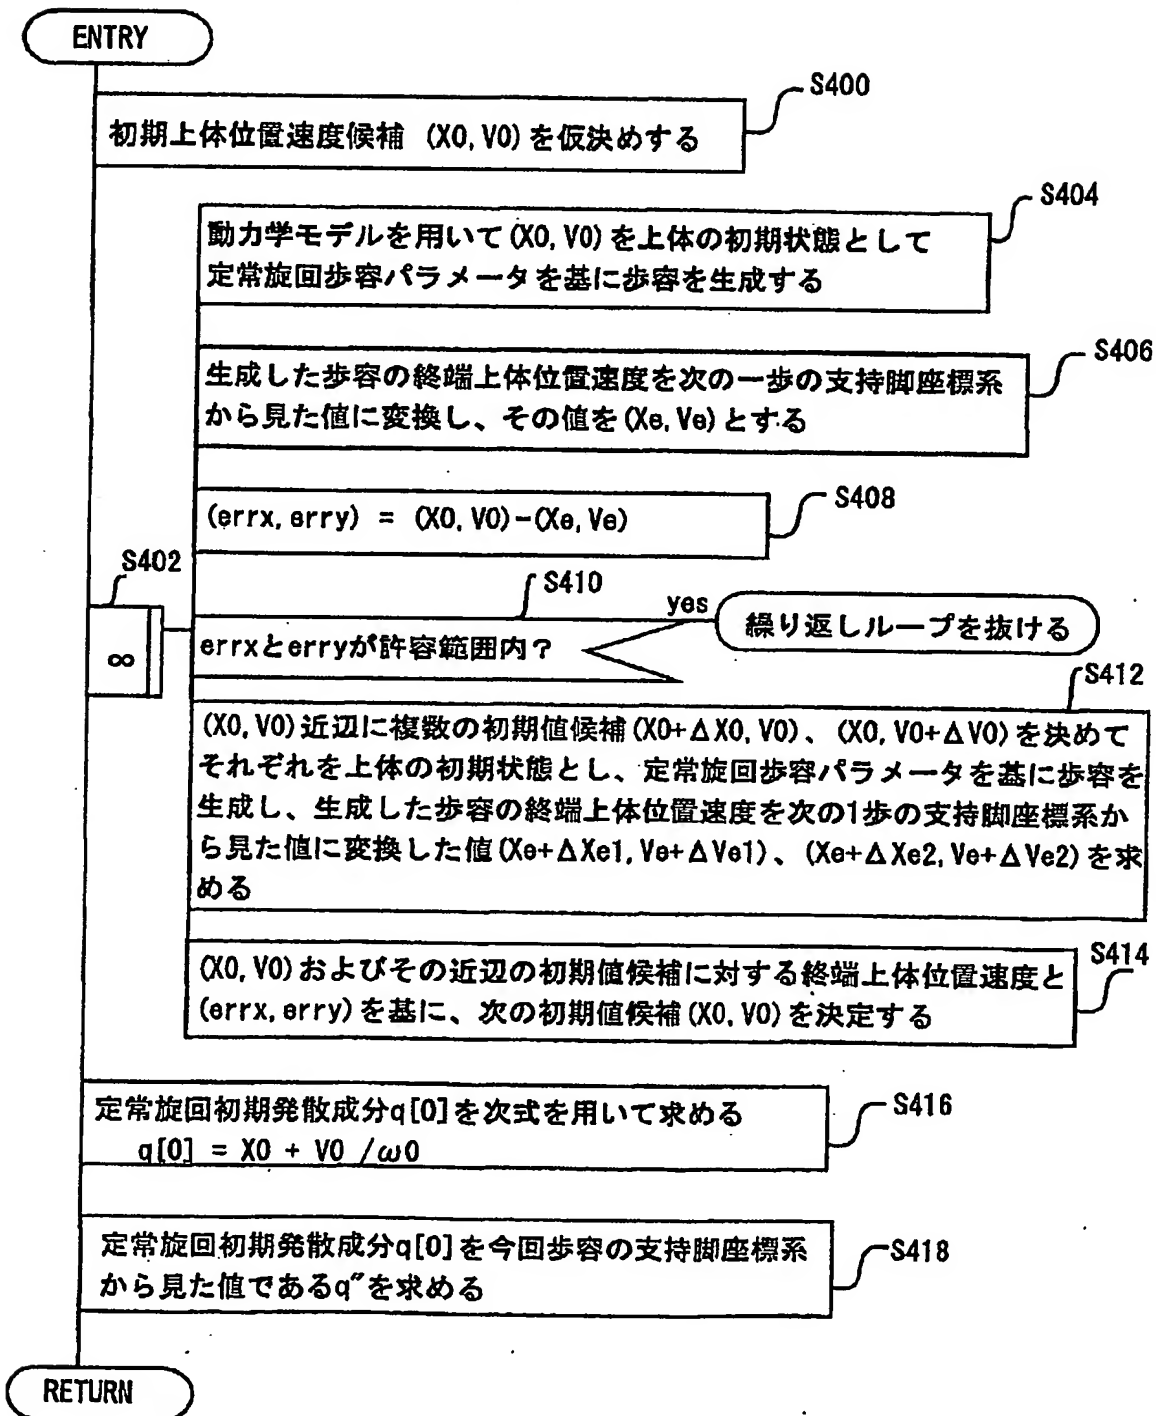 ENTRY
S400
初期上体位置速度候補 (X0, V0)を仮決めする
S404
動力学モデルを用いて(X0, V0)を上体の初期状態として
定常旋回歩容パラメータを基に歩容を生成する
S406
生成した歩容の終端上体位置速度を次の一歩の支持脚座標系
から見た値に変換し、その値を(Xe, Ve)とする
S408
(errx, erry) = (X0, V0)-(Xe, Ve)
S402
∞
S410
errxとerryが許容範囲内?
yes
繰り返しループを抜ける
S412
(X0, V0)近辺に複数の初期値候補(X0+ΔX0, V0)、(X0, V0+ΔV0)を決めて
それぞれを上体の初期状態とし、定常旋回歩容パラメータを基に歩容を
生成し、生成した歩容の終端上体位置速度を次の1歩の支持脚座標系か
ら見た値に変換した値(Xe+ΔXe1, Ve+ΔVe1)、(Xe+ΔXe2, Ve+ΔVe2)を求
める
S414
(X0, V0)およびその近辺の初期値候補に対する終端上体位置速度と
(errx, erry)を基に、次の初期値候補(X0, V0)を決定する
S416
定常旋回初期発散成分q[0]を次式を用いて求める
q[0] = X0 + V0 /ω0
S418
定常旋回初期発散成分q[0]を今回歩容の支持脚座標系
から見た値であるq″を求める
RETURN